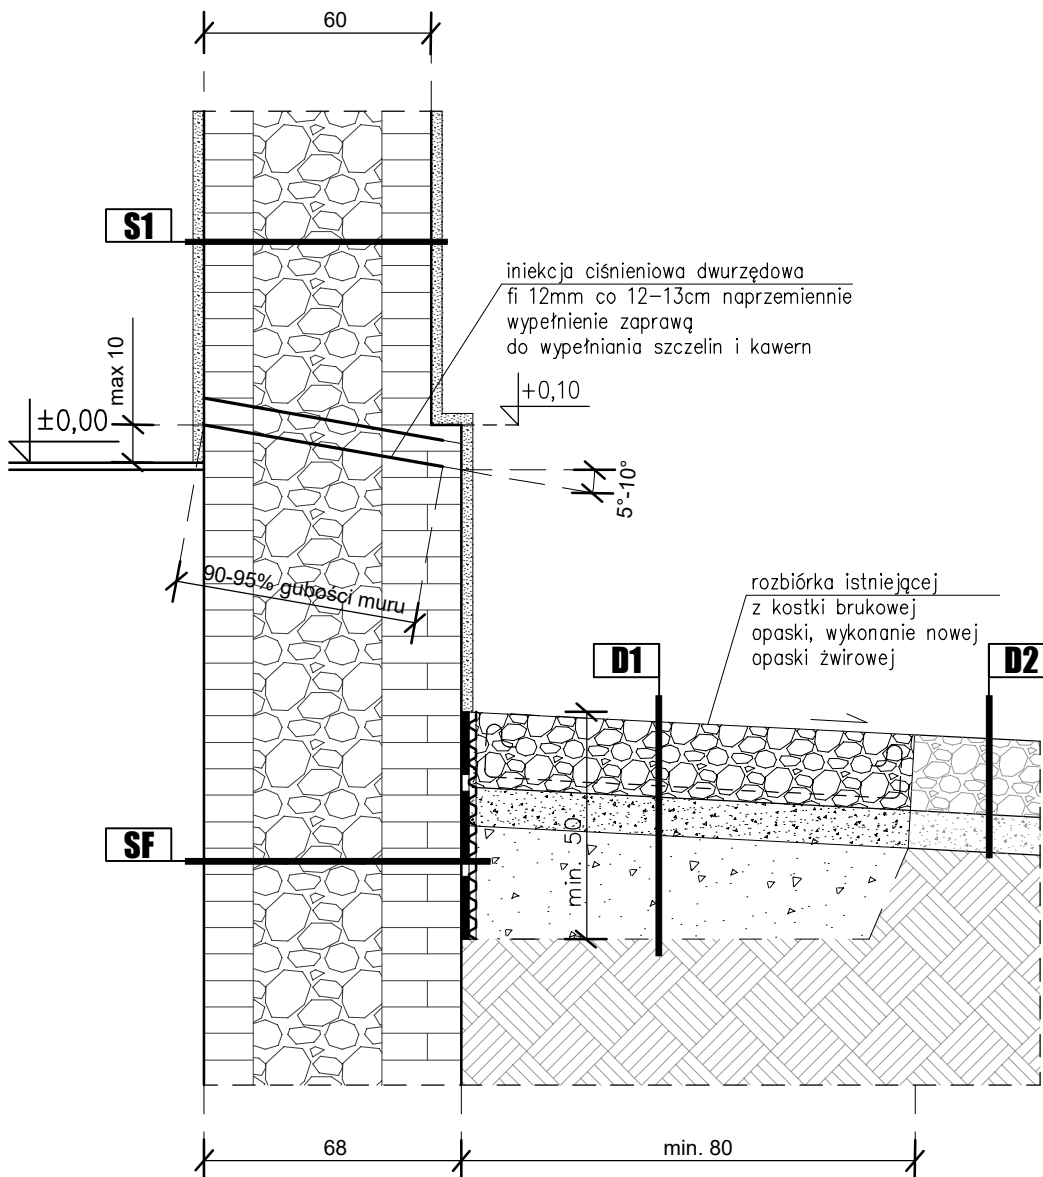 60
S1
iniekcja ciśnieniowa dwurzędowa
fi 12mm co 12-13cm naprzemiennie
wypełnienie zaprawą
do wypełniania szczelin i kawern
max 10
±0,00
+0,10
5°-10°
90-95% gubości muru
rozbiórka istniejącej
z kostki brukowej
opaski, wykonanie nowej
opaski żwirowej
D1
D2
min. 50
SF
68
min. 80